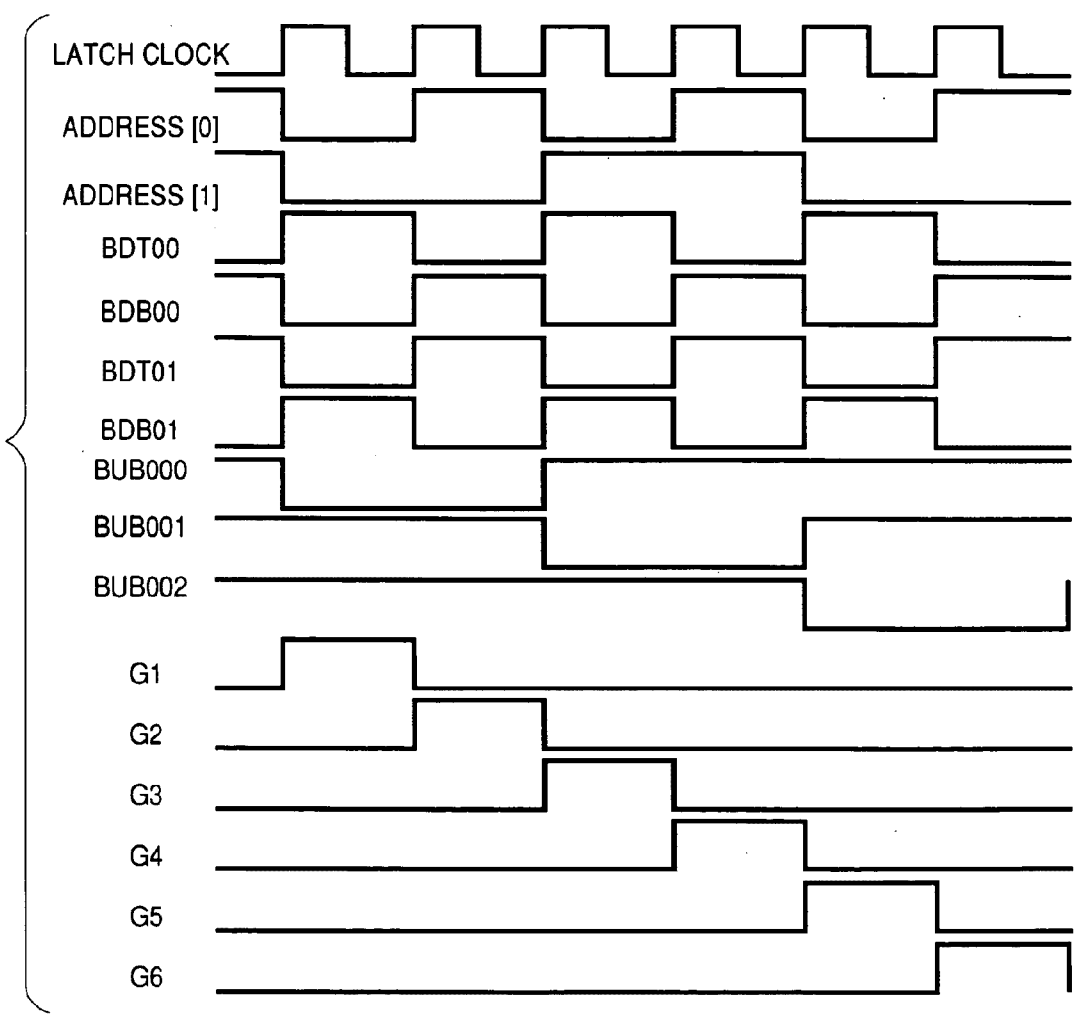 LATCH CLOCK
ADDRESS [0]
ADDRESS [1]
BDT00
BDB00
BDT01
BDB01
BUB000
BUB001
BUB002
G1
G2
G3
G4
G5
G6